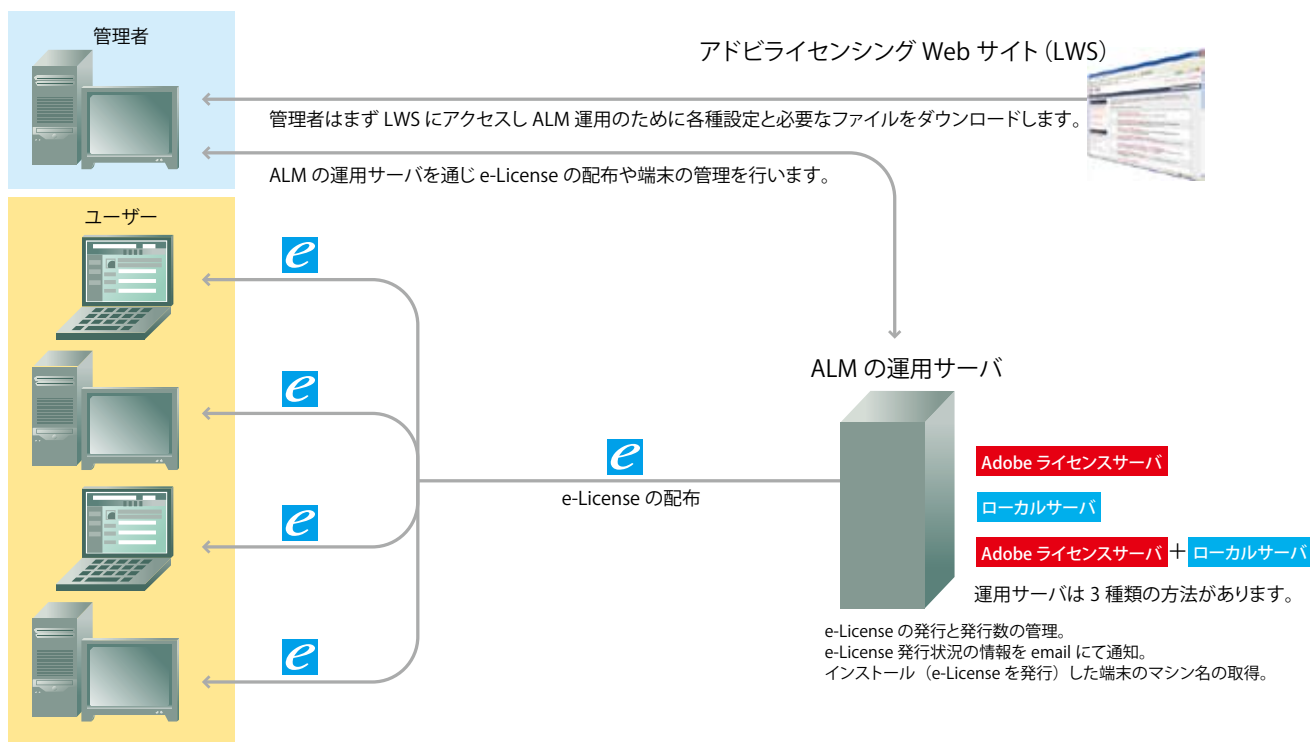 管理者
アドビライセンシング Web サイト（LWS）
管理者はまず LWS にアクセスし ALM 運用のために各種設定と必要なファイルをダウンロードします。
ALM の運用サーバを通じ e-License の配布や端末の管理を行います。
ユーザー
e
e
e
e
e
e-License の配布
ALM の運用サーバ
Adobe ライセンスサーバ
ローカルサーバ
Adobe ライセンスサーバ＋ローカルサーバ
運用サーバは 3 種類の方法があります。
e-License の発行と発行数の管理。
e-License 発行状況の情報を email にて通知。
インストール（e-License を発行）した端末のマシン名の取得。